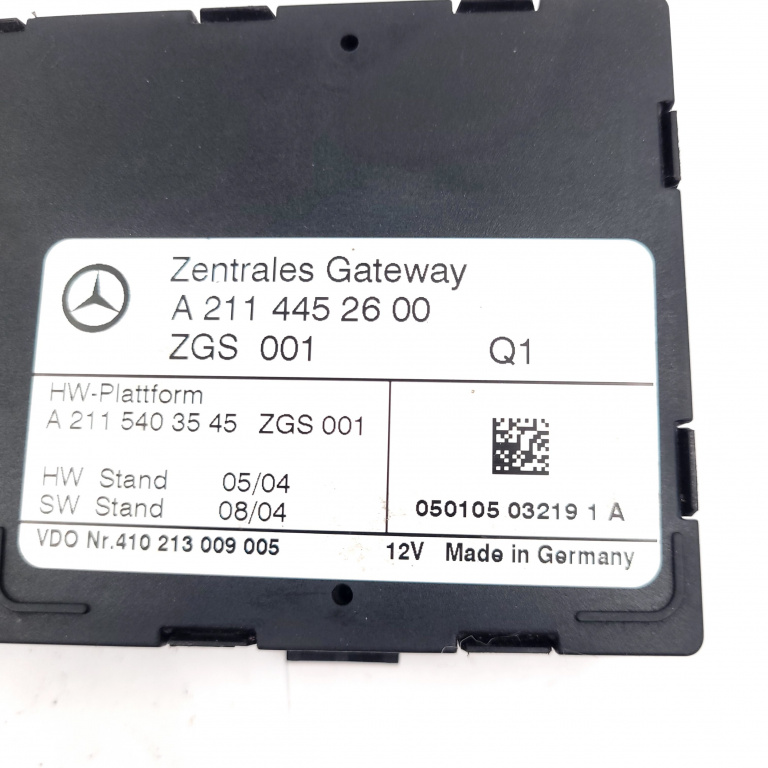 Zentrales Gateway
A 211 445 26 00
ZGS 001 Q1
HW-Plattform
A 211 540 35 45 ZGS 001
HW Stand 05/04
SW Stand 08/04
050105 03219 1 A
VDO Nr.410 213 009 005 12V Made in Germany